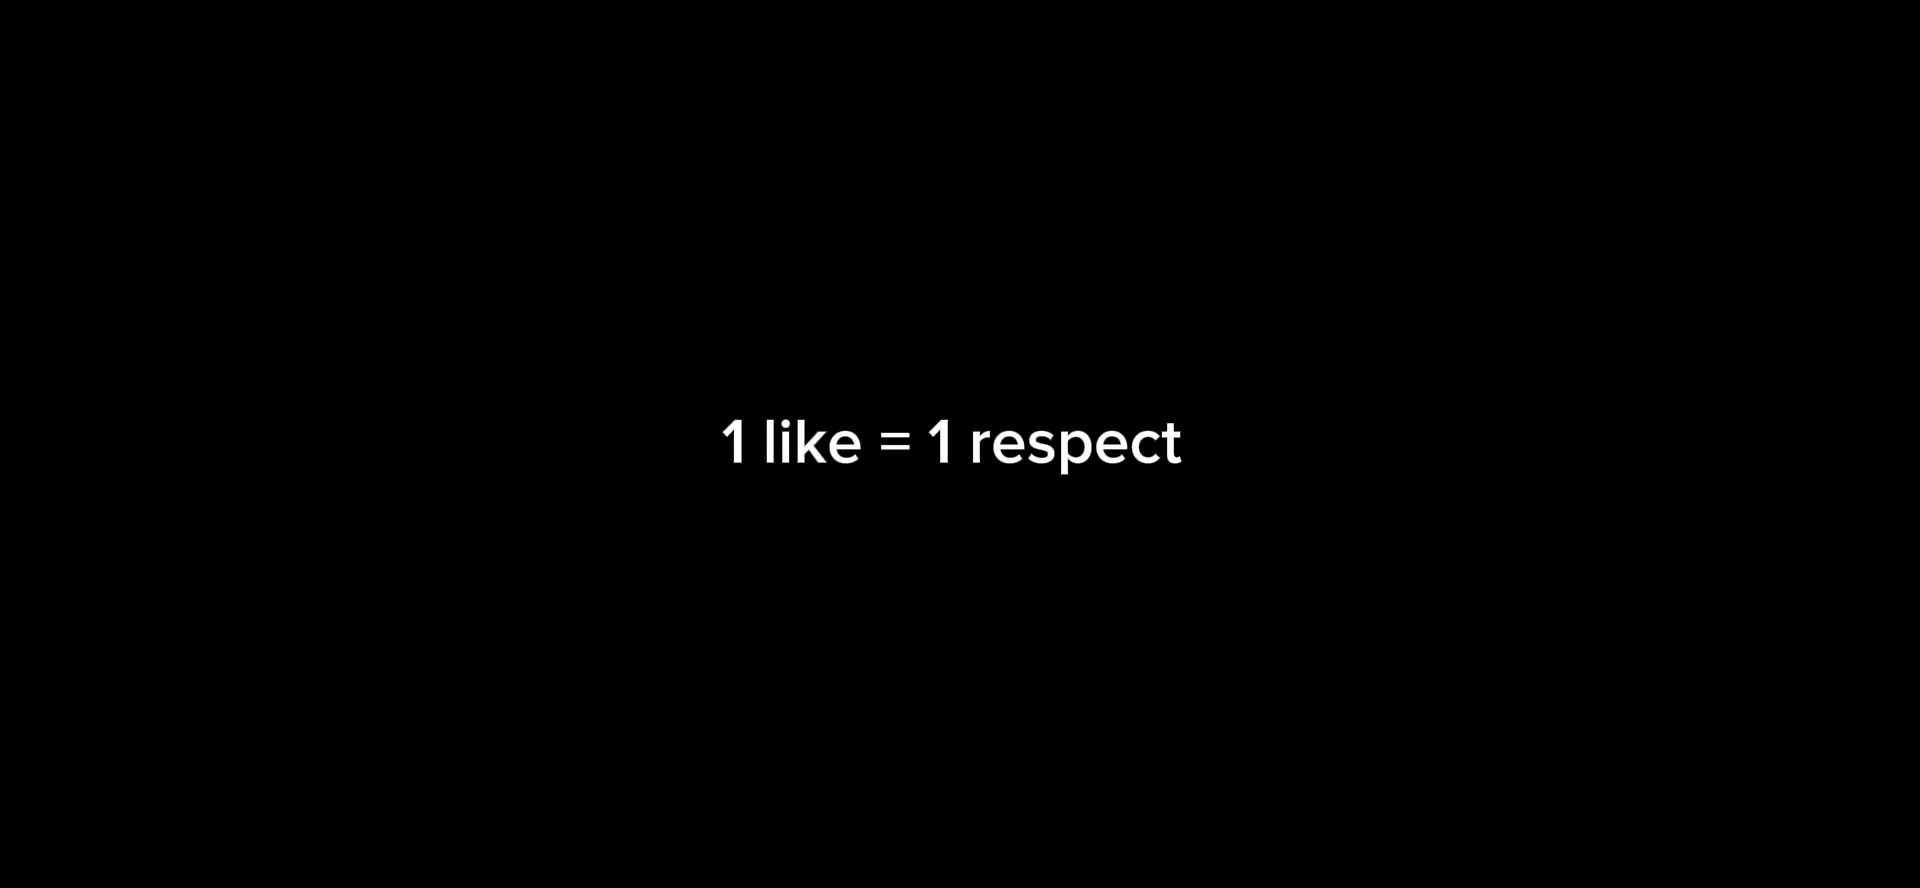 1 like = 1 respect